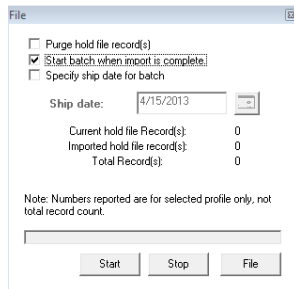 File
Purge hold file record(s)
Start batch when import is complete.
Specify ship date for batch
Ship date: 4/15/2013
Current hold file Record(s): 0
Imported hold file record(s): 0
Total Record(s): 0
Note: Numbers reported are for selected profile only, not
total record count.
Start Stop File